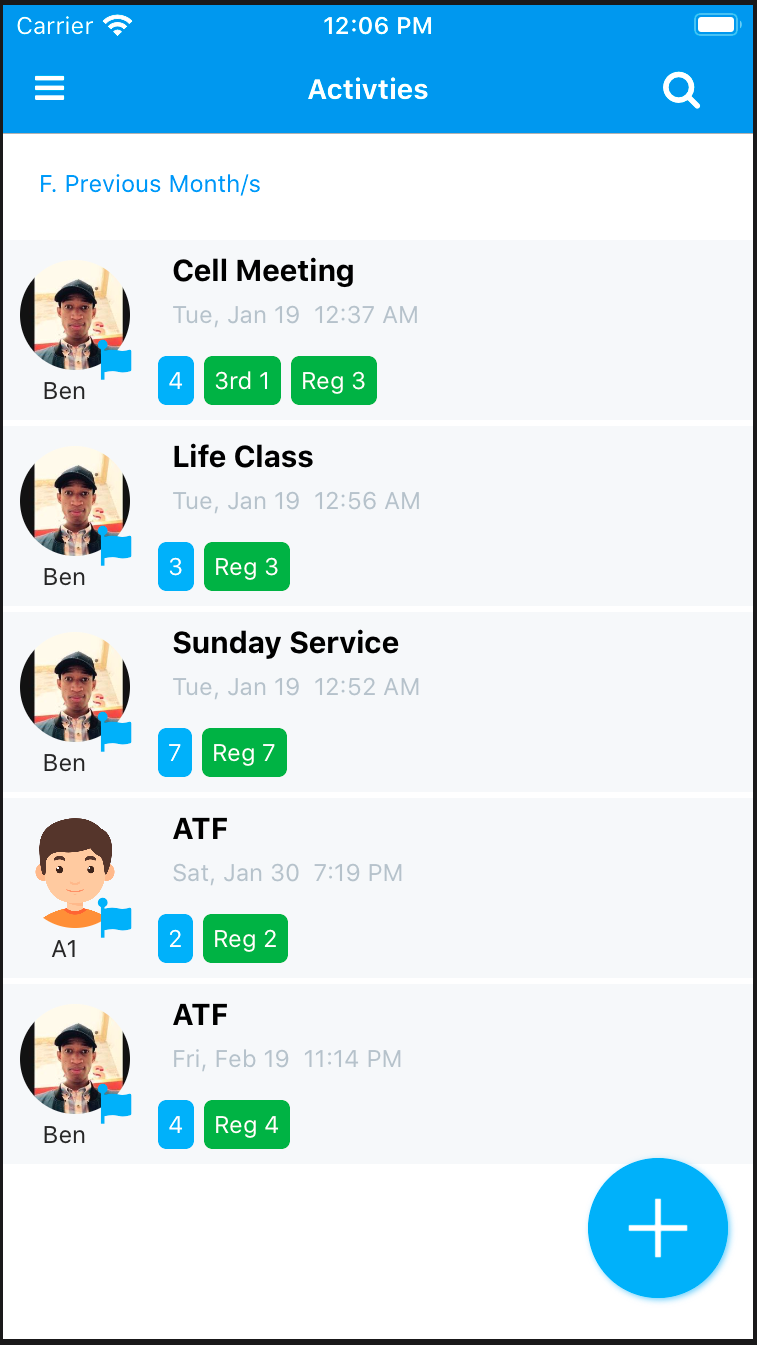 Carrier 12:06 PM
Activties
F. Previous Month/s
Cell Meeting
Tue, Jan 19 12:37 AM
4 3rd 1 Reg 3
Ben
Life Class
Tue, Jan 19 12:56 AM
3 Reg 3
Ben
Sunday Service
Tue, Jan 19 12:52 AM
7 Reg 7
Ben
ATF
Sat, Jan 30 7:19 PM
2 Reg 2
A1
ATF
Fri, Feb 19 11:14 PM
4 Reg 4
Ben